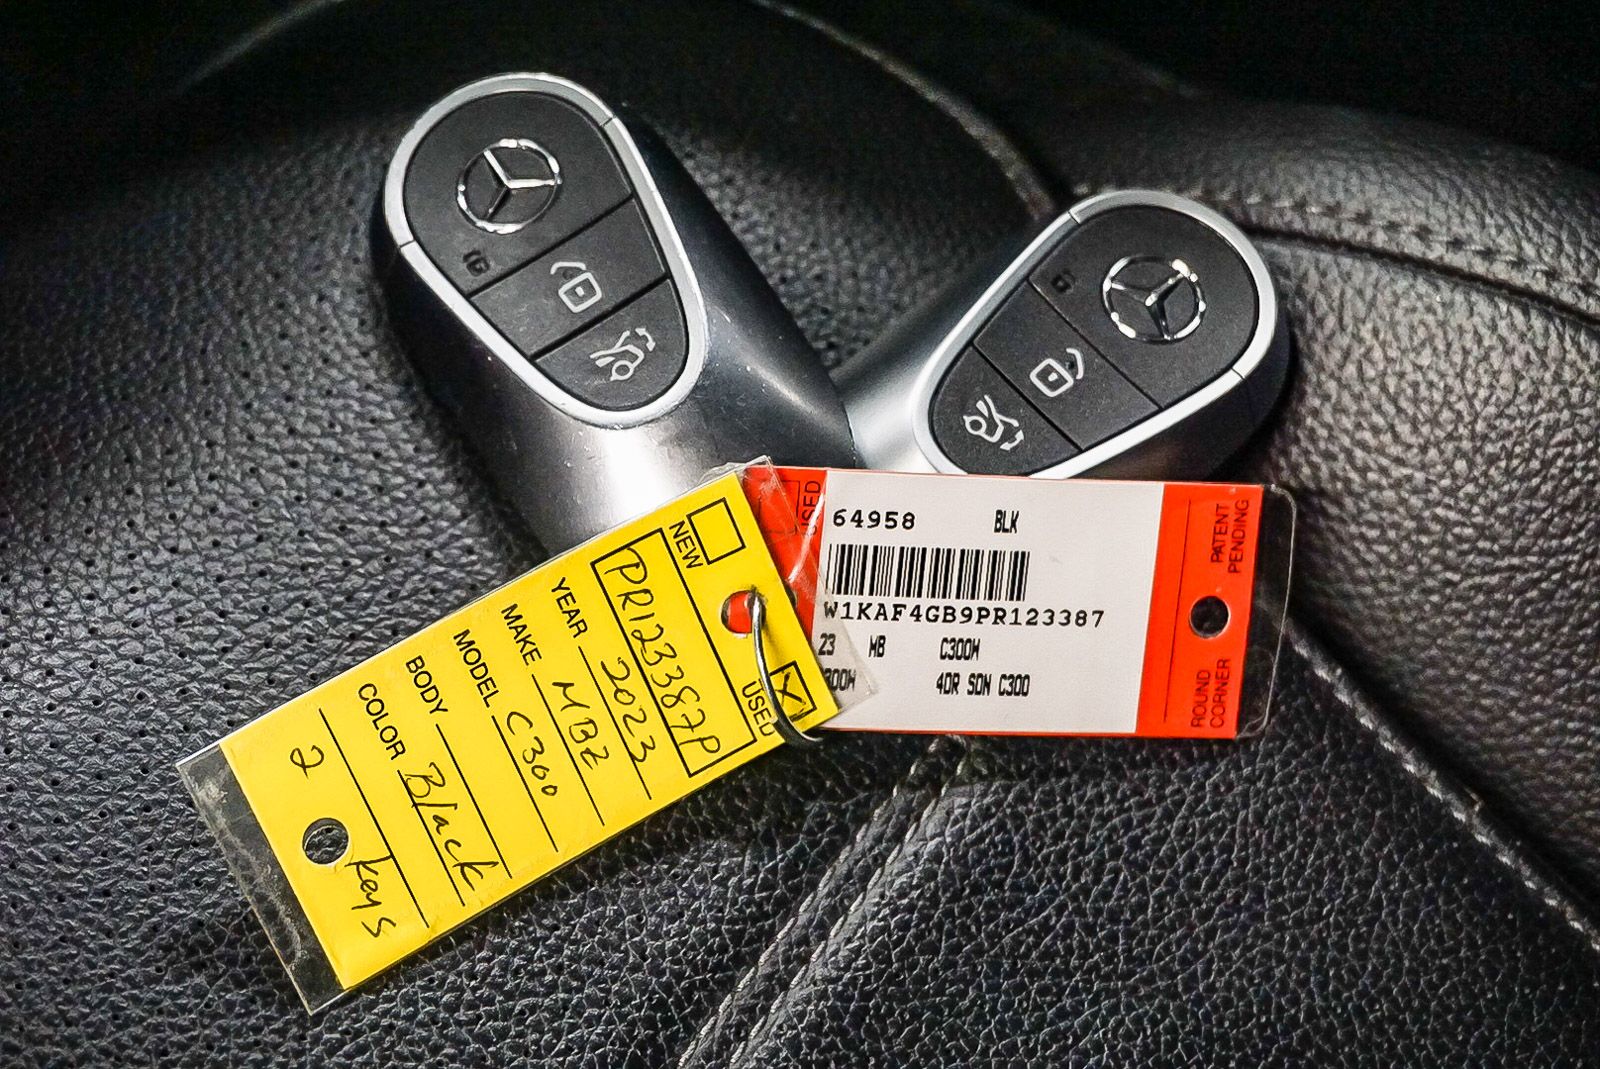 NEW
X USED
PR123387P
YEAR 2023
MAKE MBZ
MODEL C300
BODY
COLOR Black
2 keys
USED
64958 BLK
W1KAF4GB9PR123387
23 MB C300W
300W 4DR SDN C300
PATENT
PENDING
ROUND
CORNER